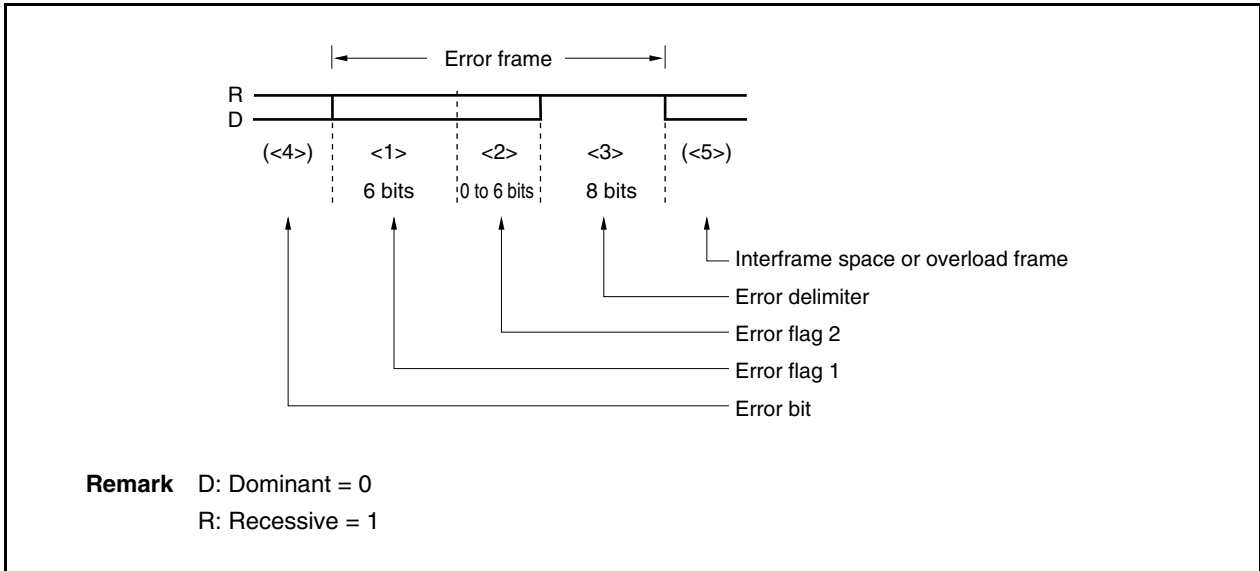 Error frame
R
D
(<4>) <1> <2> <3> (<5>)
6 bits 0 to 6 bits 8 bits
Interframe space or overload frame
Error delimiter
Error flag 2
Error flag 1
Error bit
Remark D: Dominant = 0
R: Recessive = 1